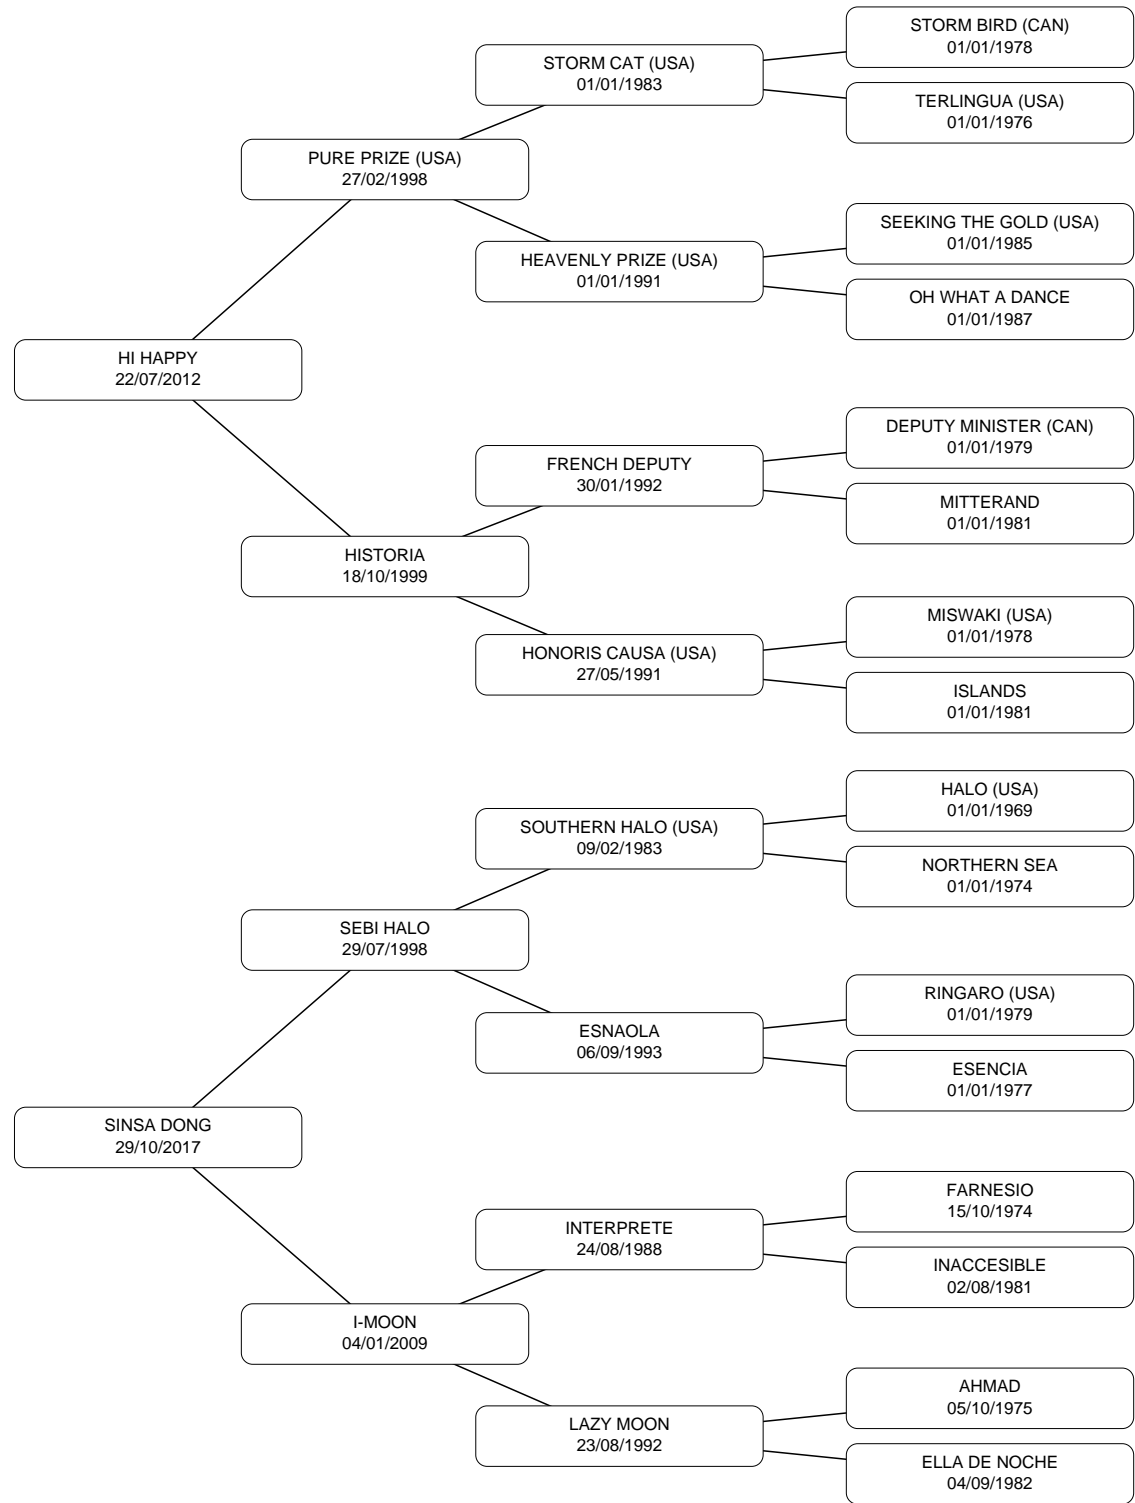 STORM BIRD (CAN)
01/01/1978
STORM CAT (USA)
01/01/1983
TERLINGUA (USA)
01/01/1976
PURE PRIZE (USA)
27/02/1998
SEEKING THE GOLD (USA)
01/01/1985
HEAVENLY PRIZE (USA)
01/01/1991
OH WHAT A DANCE
01/01/1987
HI HAPPY
22/07/2012
DEPUTY MINISTER (CAN)
01/01/1979
FRENCH DEPUTY
30/01/1992
MITTERAND
01/01/1981
HISTORIA
18/10/1999
MISWAKI (USA)
01/01/1978
HONORIS CAUSA (USA)
27/05/1991
ISLANDS
01/01/1981
HALO (USA)
01/01/1969
SOUTHERN HALO (USA)
09/02/1983
NORTHERN SEA
01/01/1974
SEBI HALO
29/07/1998
RINGARO (USA)
01/01/1979
ESNAOLA
06/09/1993
ESENCIA
01/01/1977
SINSA DONG
29/10/2017
FARNESIO
15/10/1974
INTERPRETE
24/08/1988
INACCESIBLE
02/08/1981
I-MOON
04/01/2009
AHMAD
05/10/1975
LAZY MOON
23/08/1992
ELLA DE NOCHE
04/09/1982